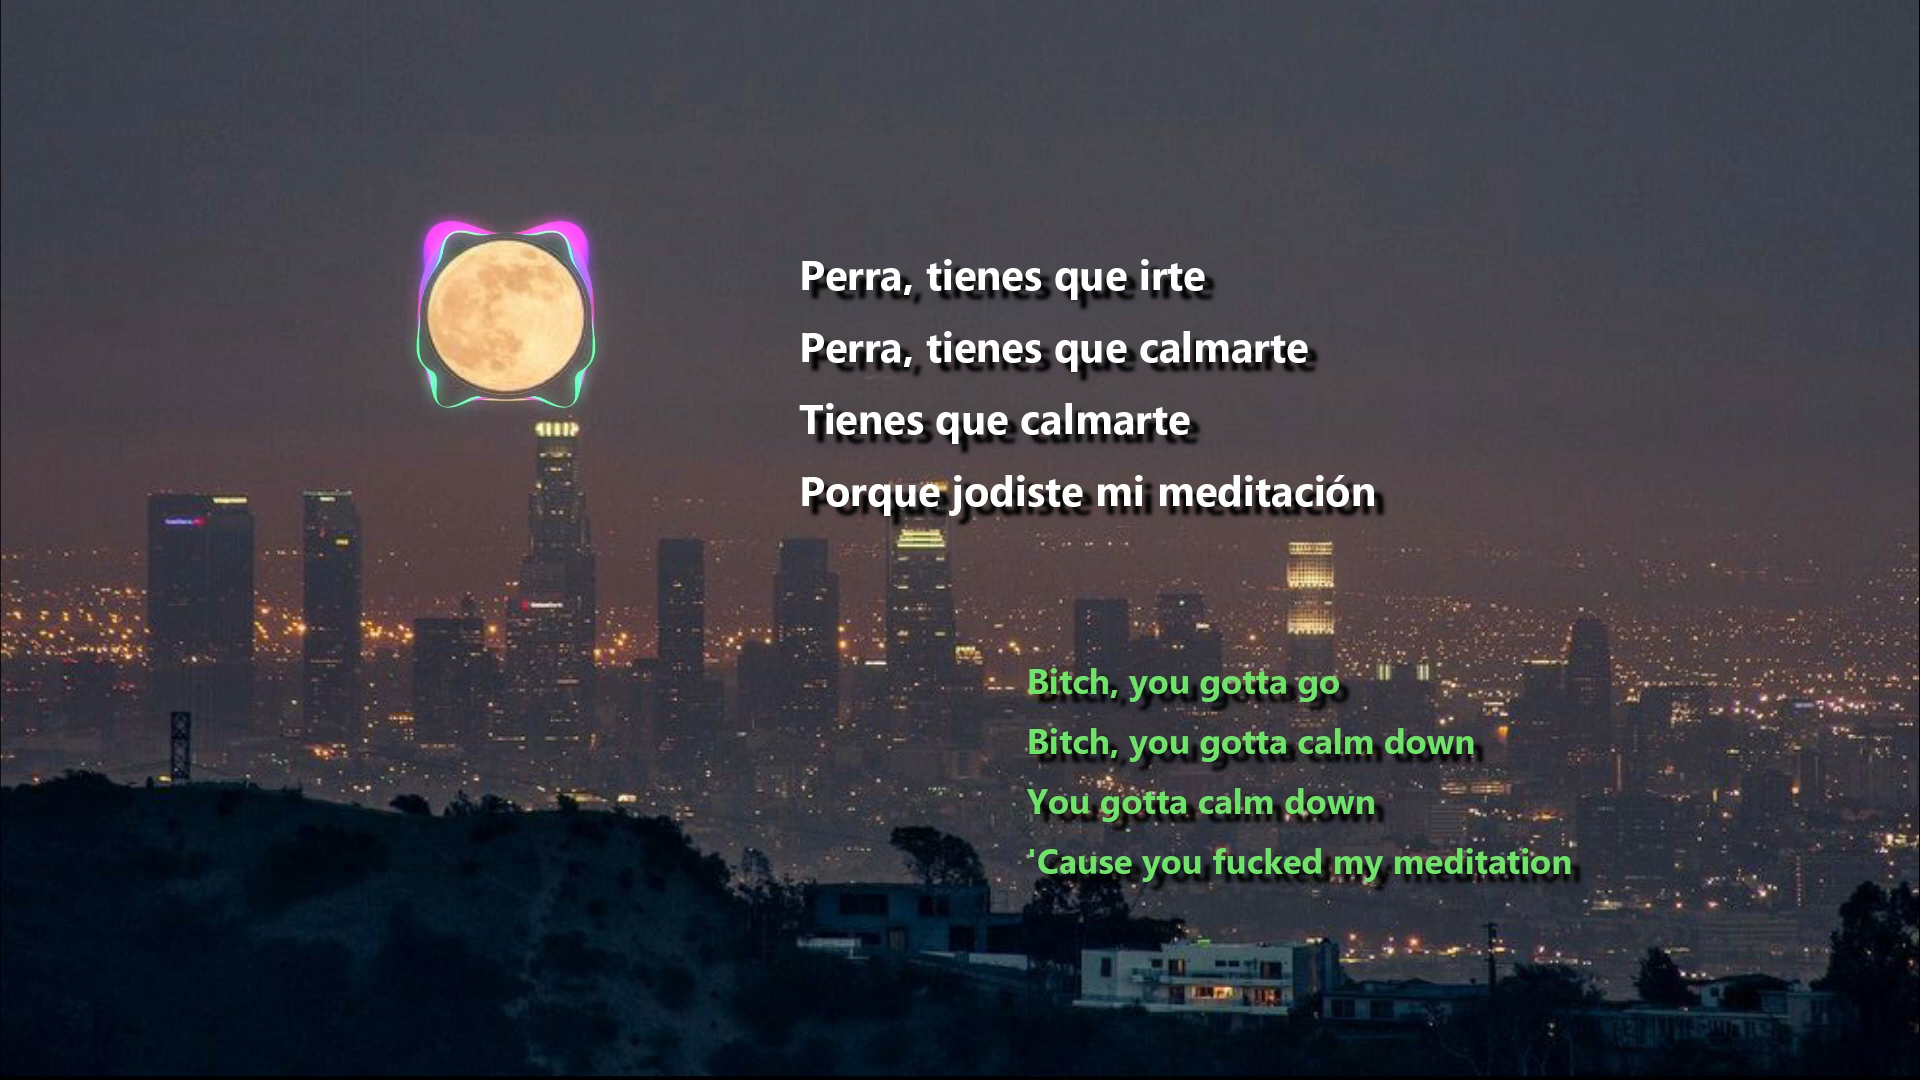 Perra, tienes que irte
Perra, tienes que calmarte
Tienes que calmarte
Porque jodiste mi meditación
Bitch, you gotta go
Bitch, you gotta calm down
You gotta calm down
'Cause you fucked my meditation